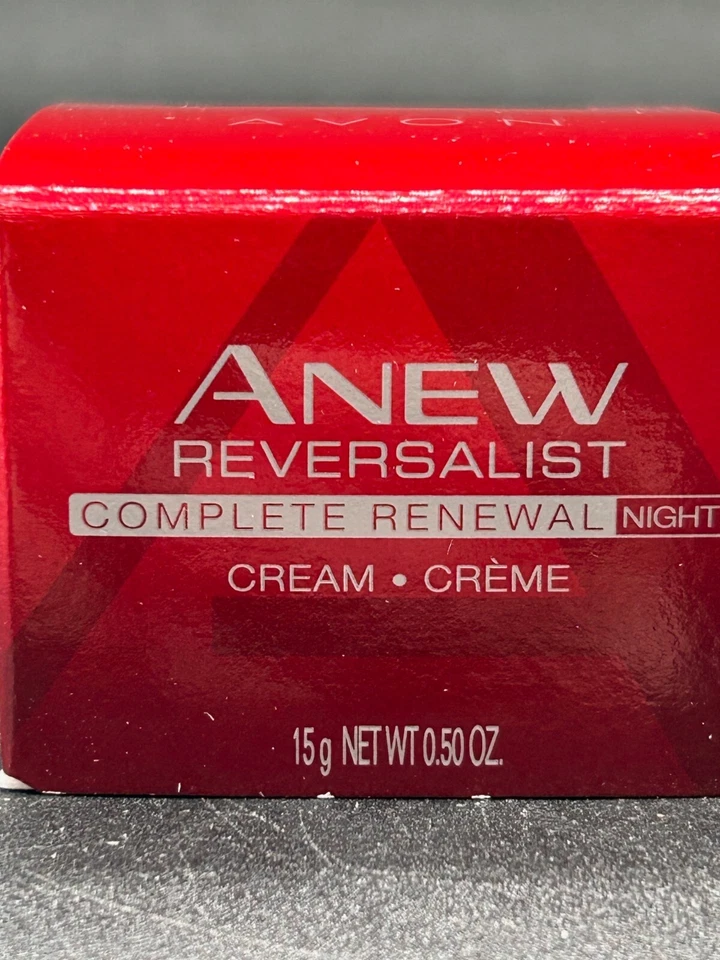 AVON
ANEW
REVERSALIST
COMPLETE RENEWAL NIGHT
CREAM • CRÈME
15 g NET WT 0.50 OZ.